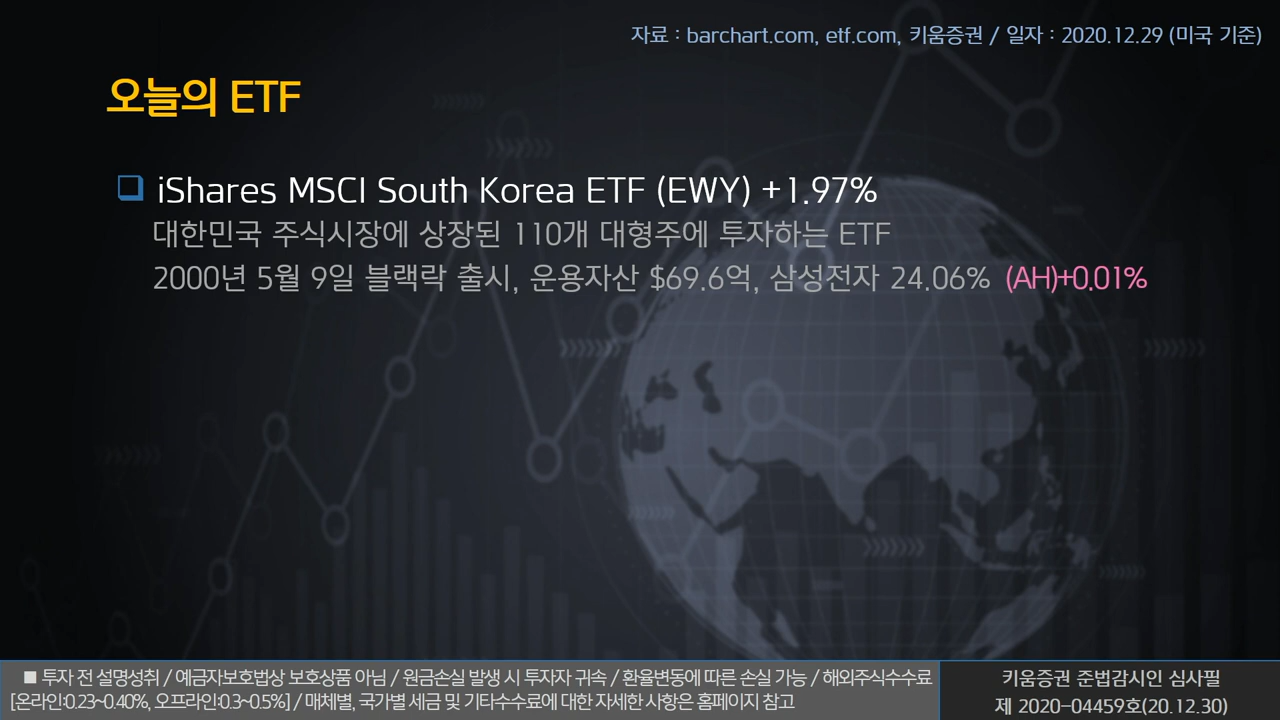 자료 : barchart.com, etf.com, 키움증권 / 일자 : 2020.12.29 (미국 기준)
오늘의 ETF
❑ iShares MSCI South Korea ETF (EWY) +1.97%
대한민국 주식시장에 상장된 110개 대형주에 투자하는 ETF
2000년 5월 9일 블랙락 출시, 운용자산 $69.6억, 삼성전자 24.06% (AH)+0.01%
■ 투자 전 설명성취 / 예금자보호법상 보호상품 아님 / 원금손실 발생 시 투자자 귀속 / 환율변동에 따른 손실 가능 / 해외주식수수료
[온라인:0.23~0.40%, 오프라인:0.3~0.5%] / 매체별, 국가별 세금 및 기타수수료에 대한 자세한 사항은 홈페이지 참고
키움증권 준법감시인 심사필
제 2020-04459호(20.12.30)